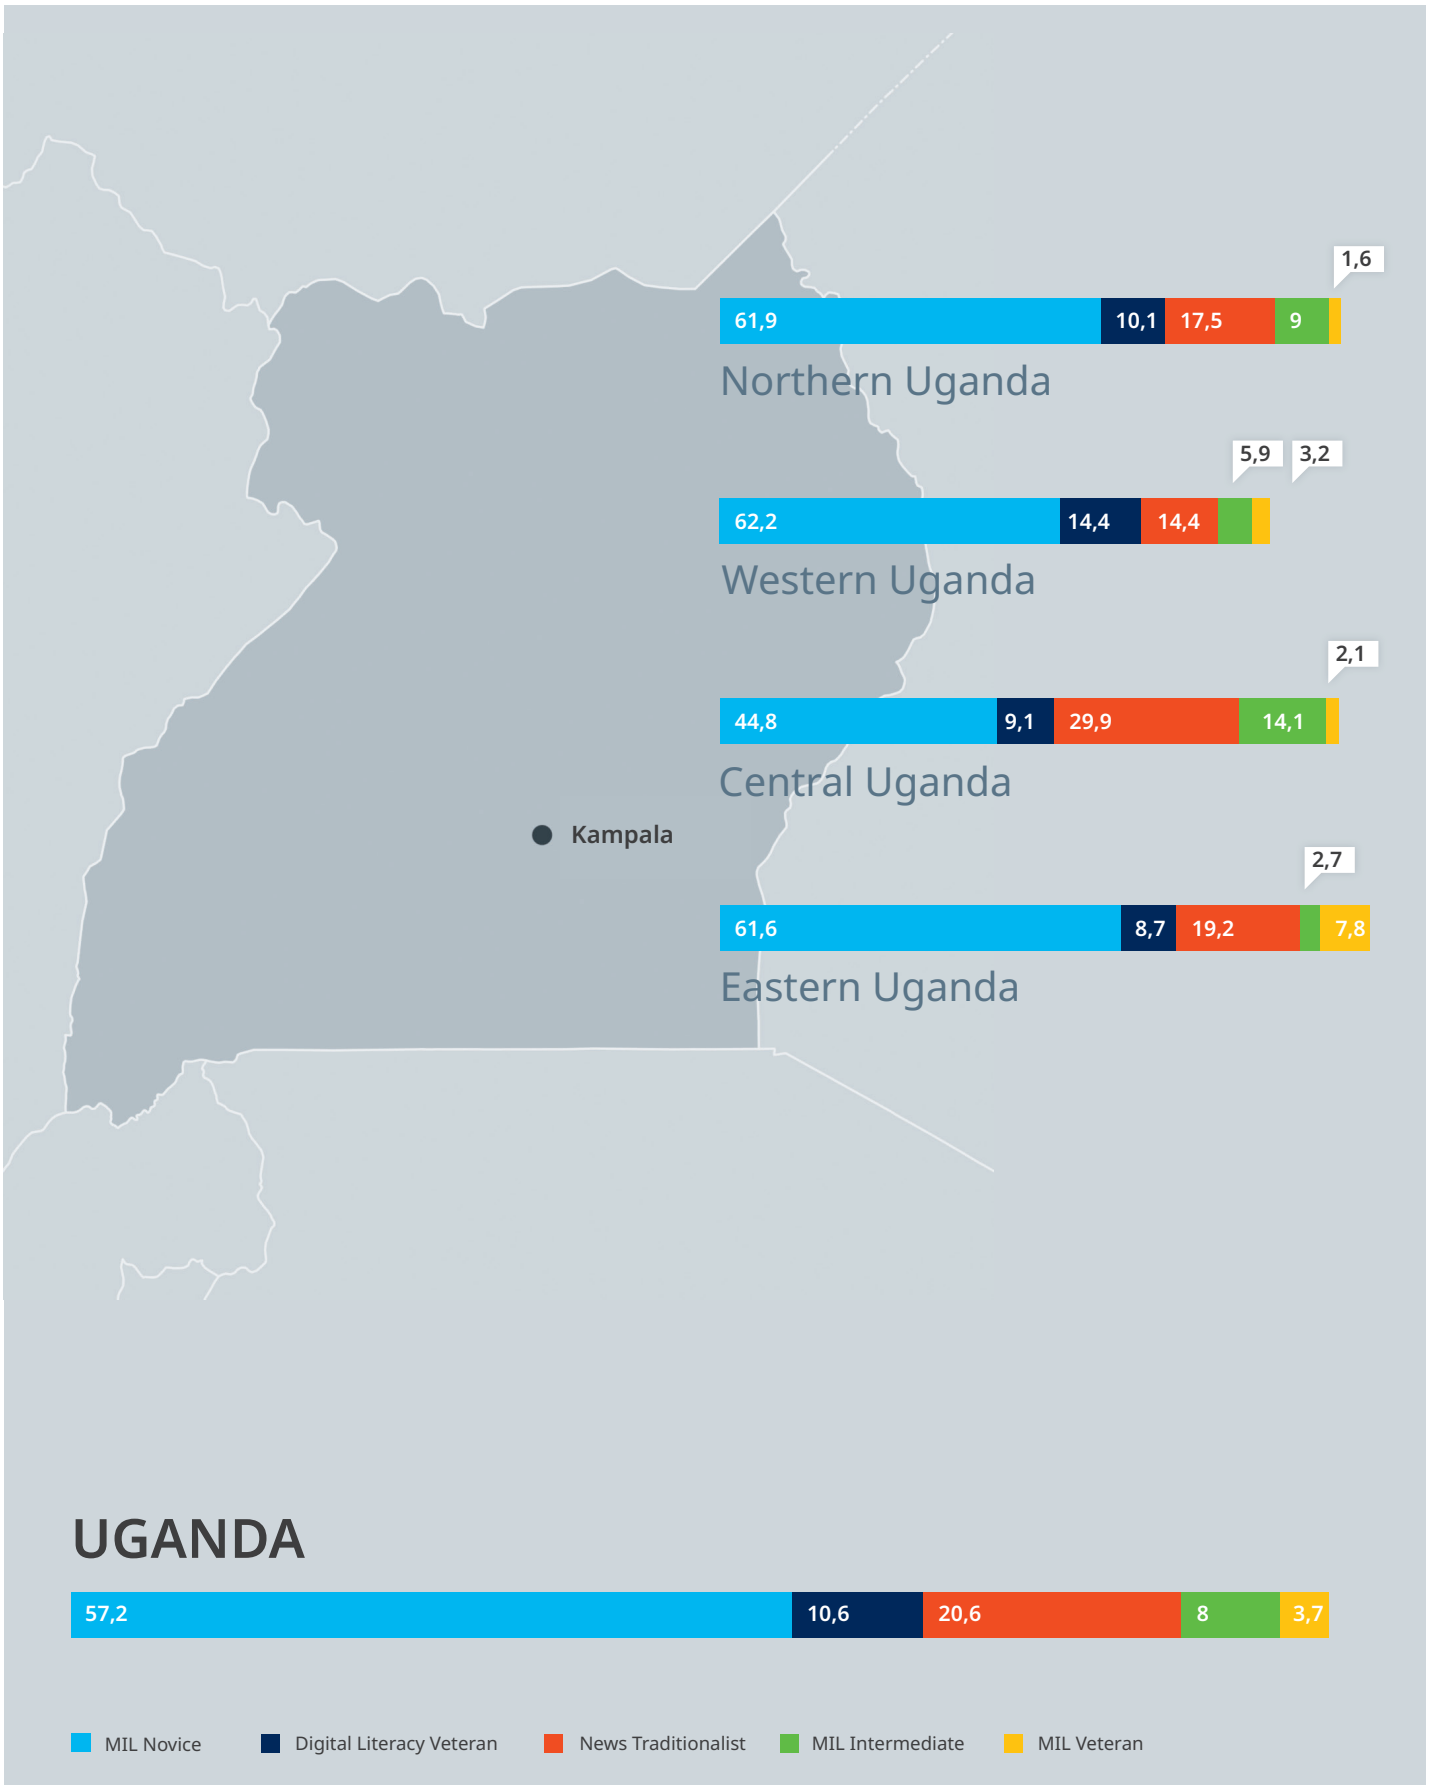 1,6
61,9 10,1 17,5 9
Northern Uganda
5,9 3,2
62,2 14,4 14,4
Western Uganda
2,1
44,8 9,1 29,9 14,1
Central Uganda
Kampala
2,7
61,6 8,7 19,2 7,8
Eastern Uganda
UGANDA
57,2 10,6 20,6 8 3,7
MIL Novice Digital Literacy Veteran News Traditionalist MIL Intermediate MIL Veteran